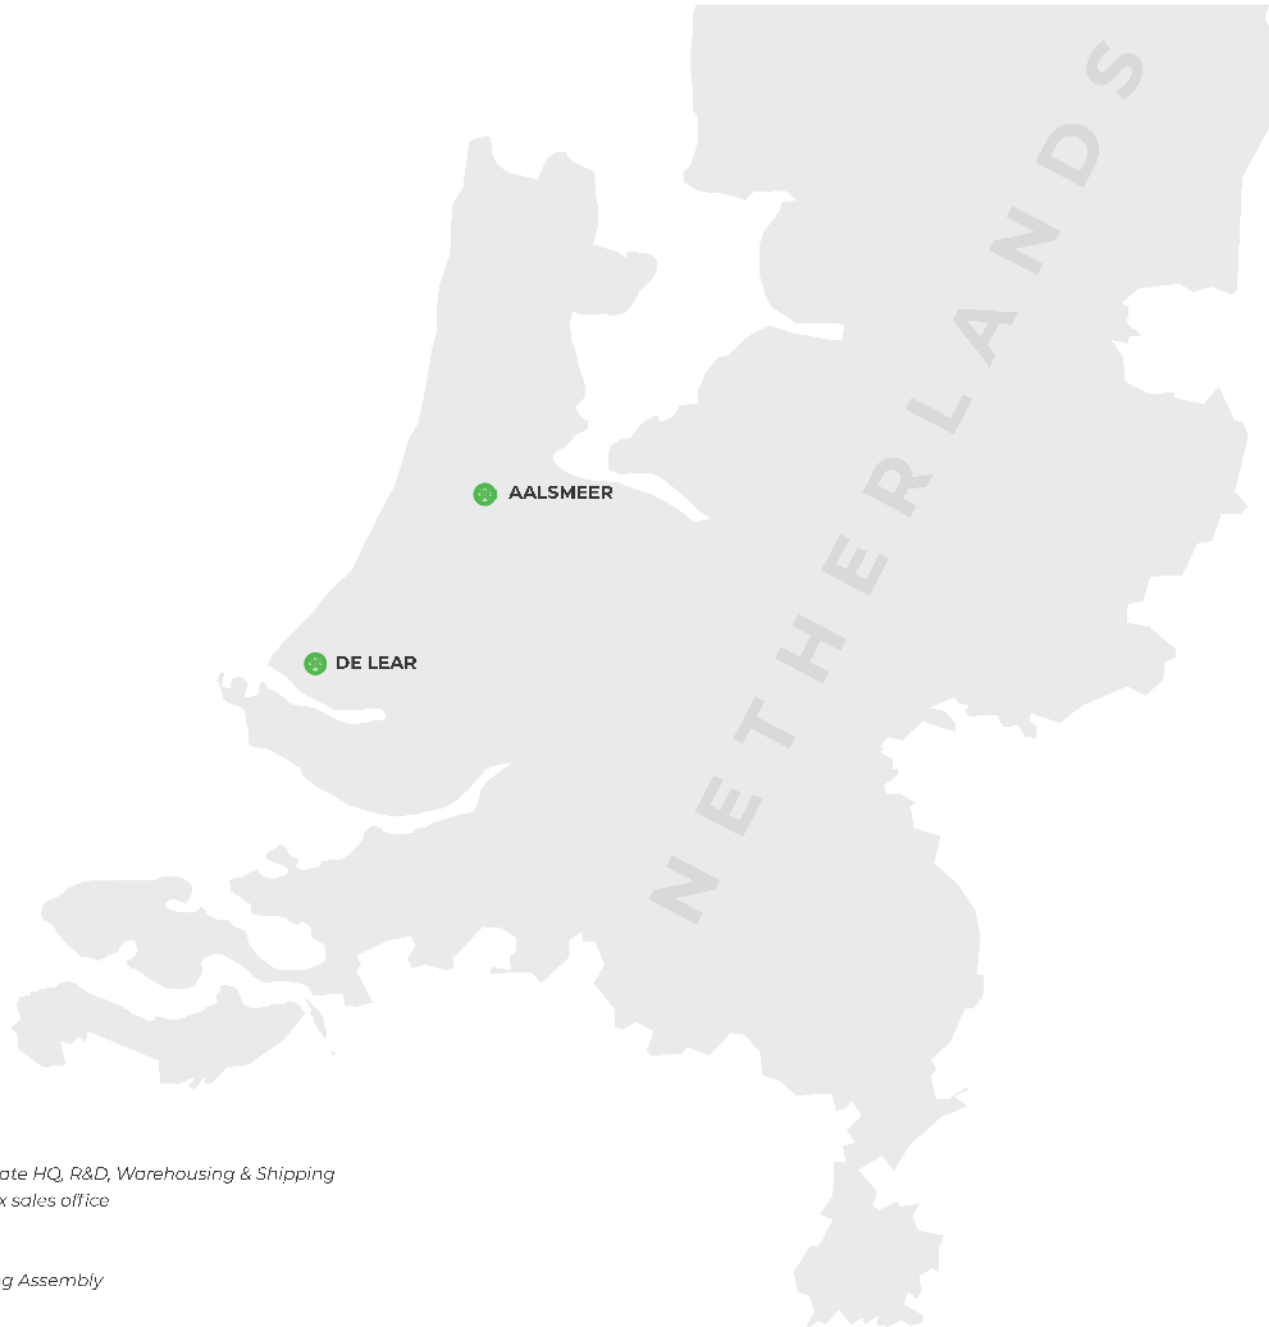 NETHERLANDS
AALSMEER
DE LEAR
ate HQ, R&D, Warehousing & Shipping
x sales office
g Assembly